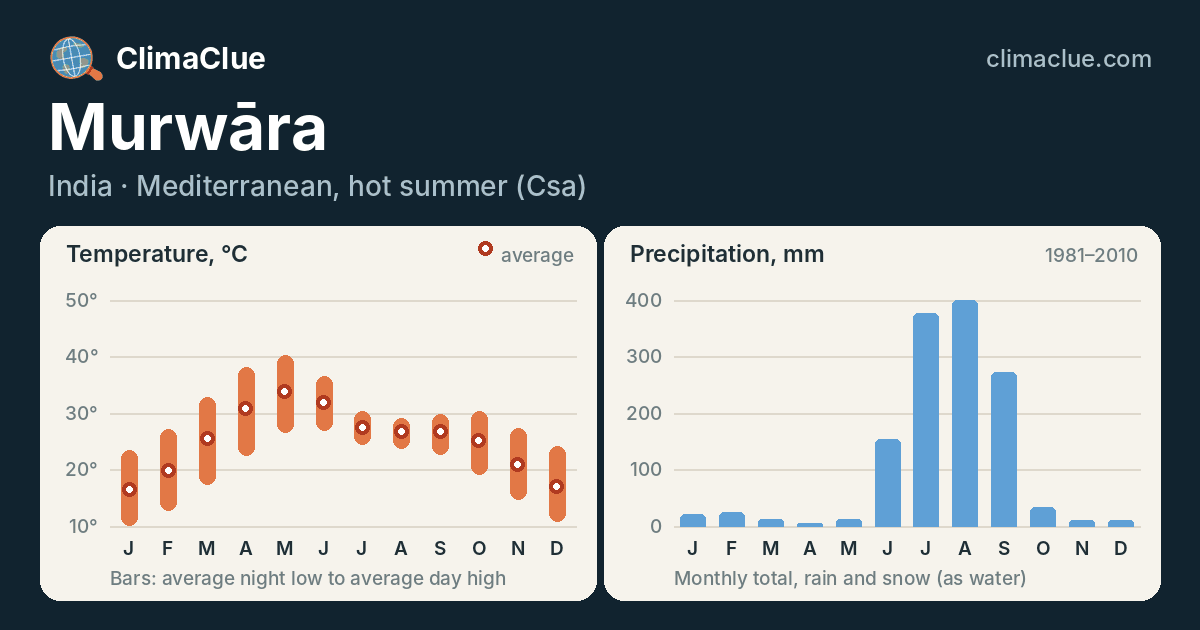 ClimaClue
climaclue.com
Murwāra
India · Mediterranean, hot summer (Csa)
Temperature, °C
average
50°
40°
30°
20°
10°
J F M A M J J A S O N D
Bars: average night low to average day high
Precipitation, mm
1981–2010
400
300
200
100
0
J F M A M J J A S O N D
Monthly total, rain and snow (as water)